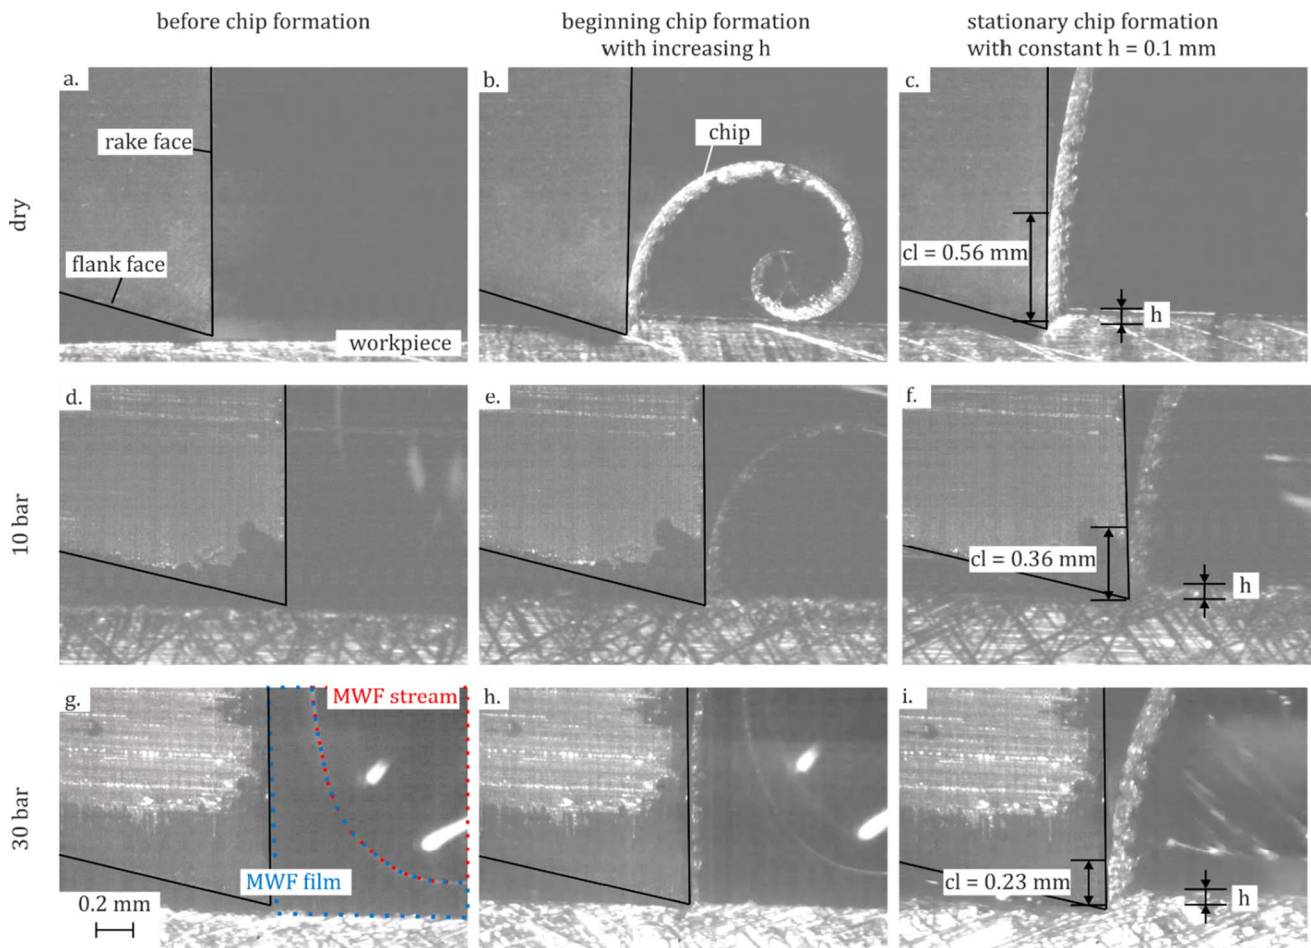 before chip formation
beginning chip formation
with increasing h
stationary chip formation
with constant h = 0.1 mm
dry
a.
rake face
flank face
workpiece
b.
chip
c.
cl = 0.56 mm
h
10 bar
d.
e.
f.
cl = 0.36 mm
h
30 bar
g.
MWF stream
MWF film
0.2 mm
h.
i.
cl = 0.23 mm
h